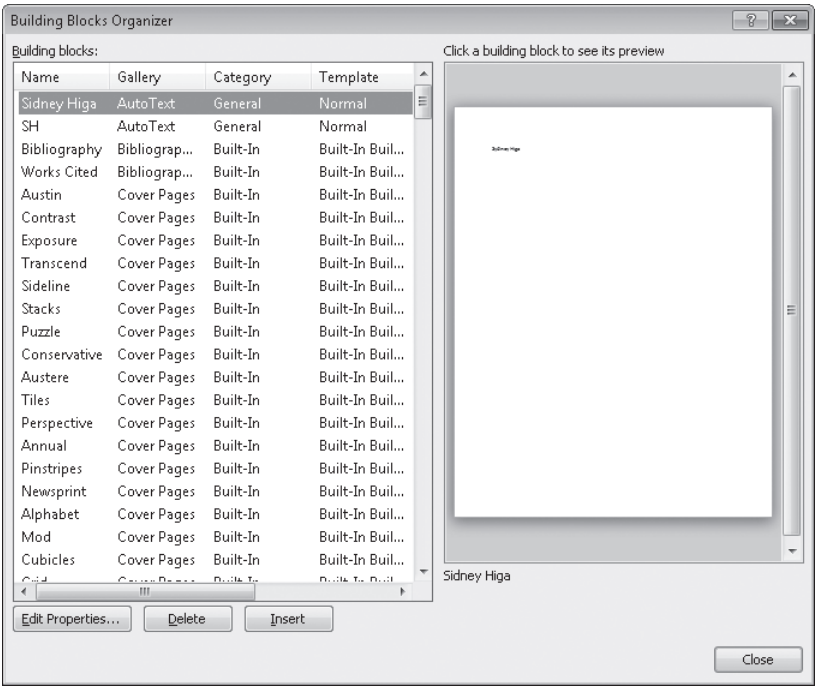 Building Blocks Organizer
Building blocks:
Click a building block to see its preview
Name Gallery Category Template
Sidney Higa AutoText General Normal
SH AutoText General Normal
Bibliography Bibliograp... Built-In Built-In Buil...
Works Cited Bibliograp... Built-In Built-In Buil...
Austin Cover Pages Built-In Built-In Buil...
Contrast Cover Pages Built-In Built-In Buil...
Exposure Cover Pages Built-In Built-In Buil...
Transcend Cover Pages Built-In Built-In Buil...
Sideline Cover Pages Built-In Built-In Buil...
Stacks Cover Pages Built-In Built-In Buil...
Puzzle Cover Pages Built-In Built-In Buil...
Conservative Cover Pages Built-In Built-In Buil...
Austere Cover Pages Built-In Built-In Buil...
Tiles Cover Pages Built-In Built-In Buil...
Perspective Cover Pages Built-In Built-In Buil...
Annual Cover Pages Built-In Built-In Buil...
Pinstripes Cover Pages Built-In Built-In Buil...
Newsprint Cover Pages Built-In Built-In Buil...
Alphabet Cover Pages Built-In Built-In Buil...
Mod Cover Pages Built-In Built-In Buil...
Cubicles Cover Pages Built-In Built-In Buil...
Sidney Higa
Sidney Higa
Edit Properties... Delete Insert
Close